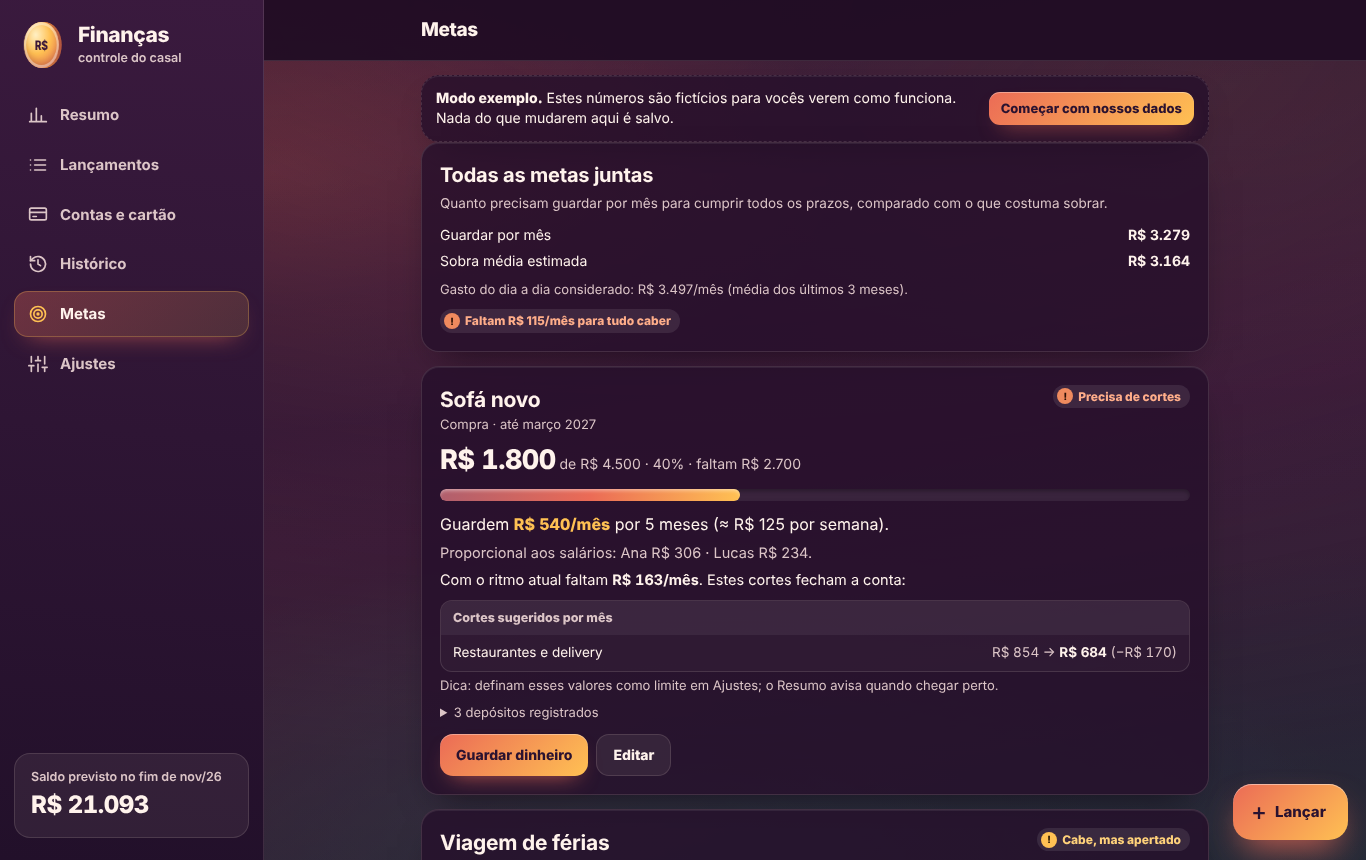 R$
Finanças
controle do casal
Resumo
Lançamentos
Contas e cartão
Histórico
Metas
Ajustes
Saldo previsto no fim de nov/26
R$ 21.093
Metas
Modo exemplo. Estes números são fictícios para vocês verem como funciona.
Nada do que mudarem aqui é salvo.
Começar com nossos dados
Todas as metas juntas
Quanto precisam guardar por mês para cumprir todos os prazos, comparado com o que costuma sobrar.
Guardar por mês R$ 3.279
Sobra média estimada R$ 3.164
Gasto do dia a dia considerado: R$ 3.497/mês (média dos últimos 3 meses).
! Faltam R$ 115/mês para tudo caber
Sofá novo
! Precisa de cortes
Compra · até março 2027
R$ 1.800 de R$ 4.500 · 40% · faltam R$ 2.700
Guardem R$ 540/mês por 5 meses (≈ R$ 125 por semana).
Proporcional aos salários: Ana R$ 306 · Lucas R$ 234.
Com o ritmo atual faltam R$ 163/mês. Estes cortes fecham a conta:
Cortes sugeridos por mês
Restaurantes e delivery R$ 854 → R$ 684 (−R$ 170)
Dica: definam esses valores como limite em Ajustes; o Resumo avisa quando chegar perto.
▶ 3 depósitos registrados
Guardar dinheiro
Editar
Viagem de férias
! Cabe, mas apertado
+ Lançar